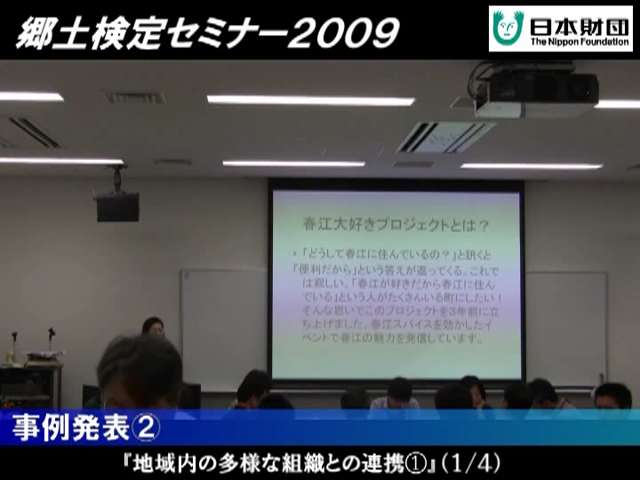 郷土検定セミナー2009
日本財団
The Nippon Foundation
春江大好きプロジェクトとは？
・「どうして春江に住んでいるの？」と訊くと
「便利だから」という答えが返ってくる。これで
は寂しい。「春江が好きだから春江に住ん
でいる」という人がたくさんいる町にしたい！
そんな思いでこのプロジェクトを8年前に立
ち上げました。春江スパイスを効かしたイ
ベントで春江の魅力を発信しています。
事例発表②
『地域内の多様な組織との連携①』(1/4)